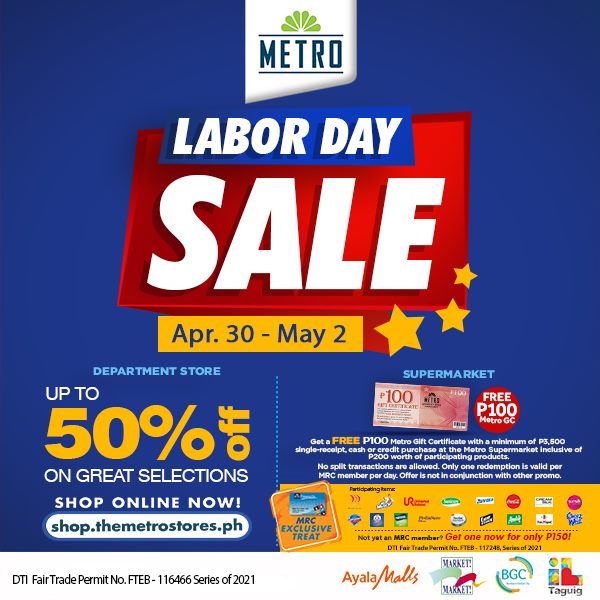 METRO
LABOR DAY
SALE
Apr. 30 - May 2
DEPARTMENT STORE
UP TO
50% off
ON GREAT SELECTIONS
SHOP ONLINE NOW!
shop.themetrostores.ph
SUPERMARKET
₱100
GIFT CERTIFICATE
METRO
₱100
FREE
P100
Metro GC
Get a FREE P100 Metro Gift Certificate with a minimum of P3,500
single-receipt, cash or credit purchase at the Metro Supermarket inclusive of
P200 worth of participating products.
No split transactions are allowed. Only one redemption is valid per
MRC member per day. Offer is not in conjunction with other promo.
MRC
EXCLUSIVE
TREAT
Participating items:
Not yet an MRC member? Get one now for only P150!
DTI Fair Trade Permit No. FTEB - 117248, Series of 2021
DTI Fair Trade Permit No. FTEB - 116466 Series of 2021
Ayala Malls
MARKET!
MARKET!
BGC
Taguig